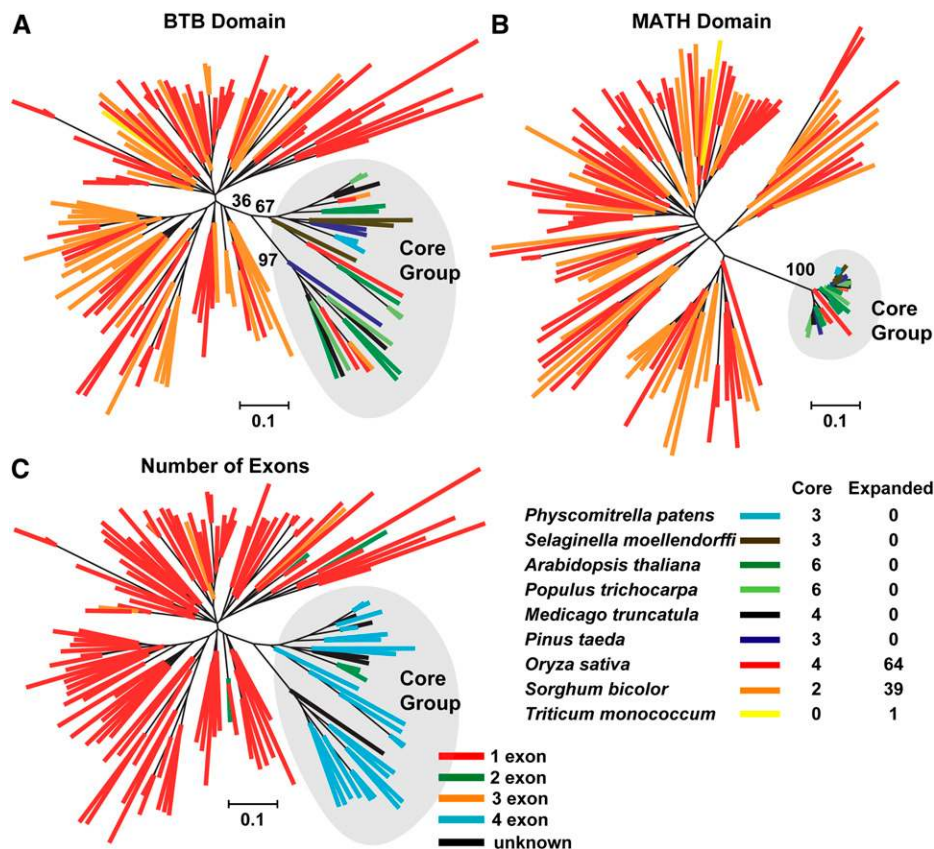 A
BTB Domain
36
67
97
Core
Group
0.1
B
MATH Domain
100
Core
Group
0.1
C
Number of Exons
Core
Group
0.1
1 exon
2 exon
3 exon
4 exon
unknown
Core Expanded
Physcomitrella patens 3 0
Selaginella moellendorffi 3 0
Arabidopsis thaliana 6 0
Populus trichocarpa 6 0
Medicago truncatula 4 0
Pinus taeda 3 0
Oryza sativa 4 64
Sorghum bicolor 2 39
Triticum monococcum 0 1